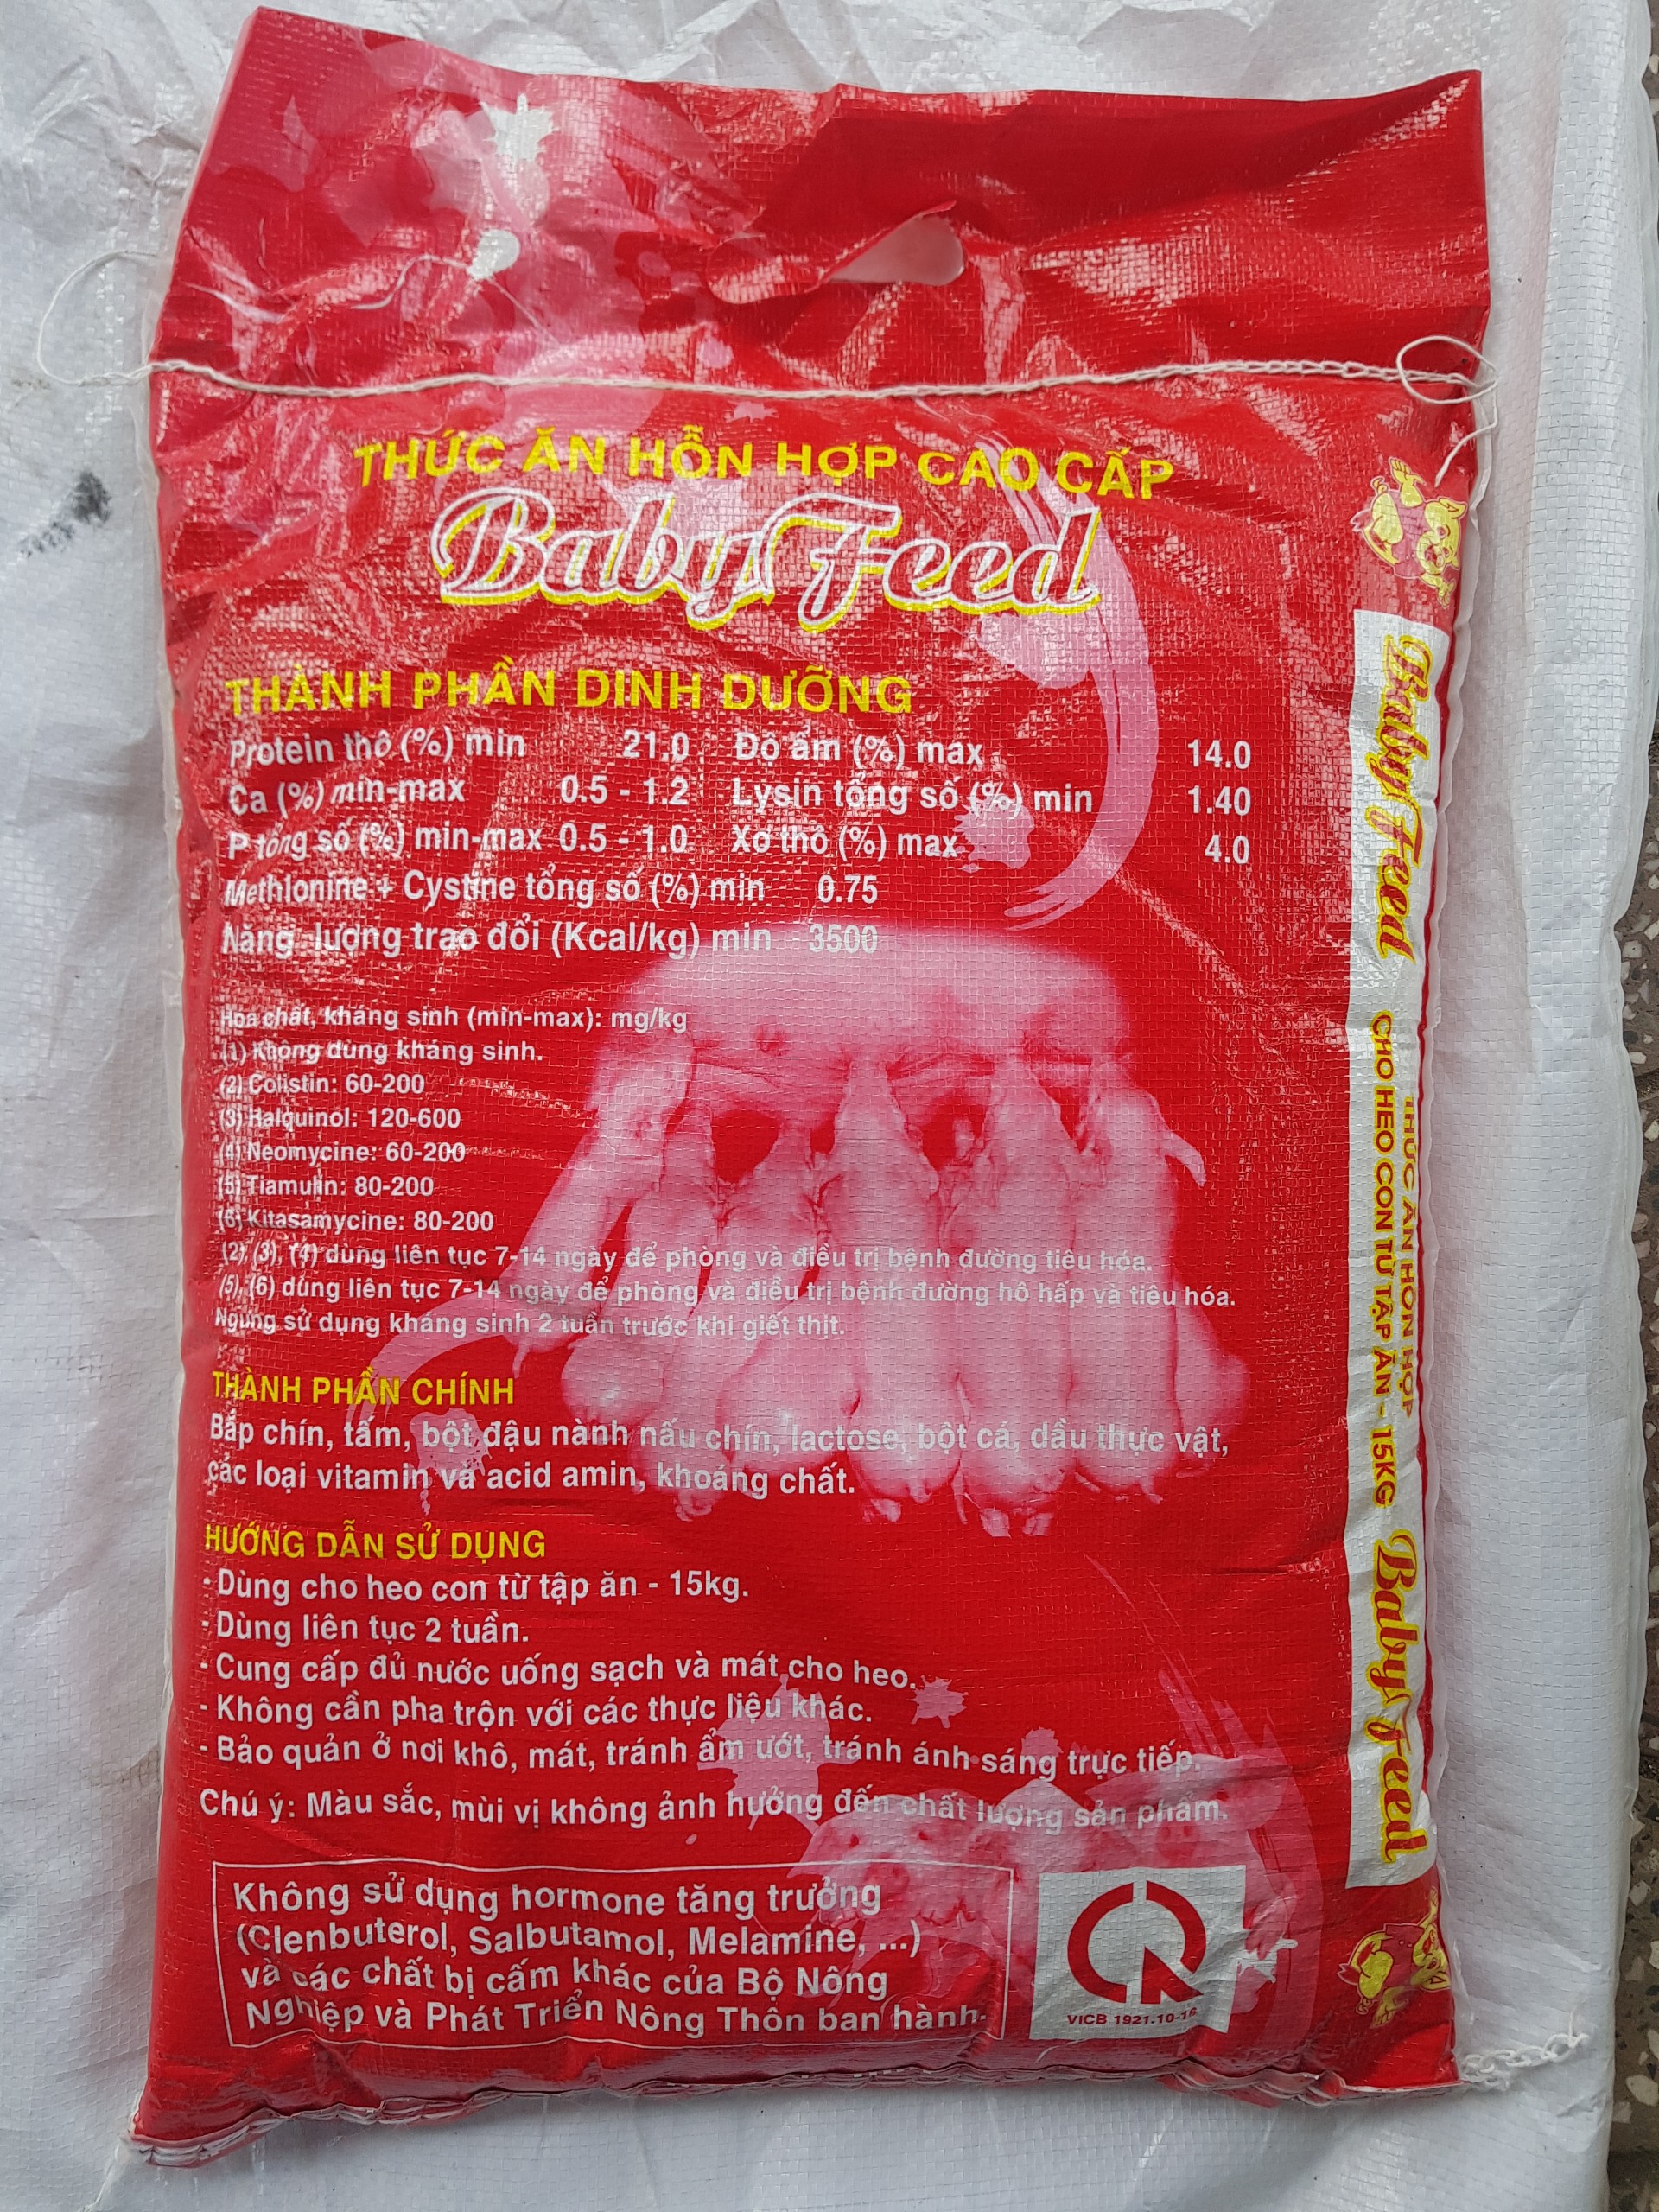 THỨC ĂN HỖN HỢP CAO CẤP
Baby Feed
THÀNH PHẦN DINH DƯỠNG
Protein thô (%) min 21.0 Độ ẩm (%) max 14.0
Ca (%) min-max 0.5 - 1.2 Lysin tổng số (%) min 1.40
P tổng số (%) min-max 0.5 - 1.0 Xơ thô (%) max 4.0
Methionine + Cystine tổng số (%) min 0.75
Năng lượng trao đổi (Kcal/kg) min 3500
Hóa chất, kháng sinh (min-max): mg/kg
(1) Không dùng kháng sinh.
(2) Colistin: 60-200
(3) Halquinol: 120-600
(4) Neomycine: 60-200
(5) Tiamulin: 80-200
(6) Kitasamycine: 80-200
(2), (3), (4) dùng liên tục 7-14 ngày để phòng và điều trị bệnh đường tiêu hóa.
(5), (6) dùng liên tục 7-14 ngày để phòng và điều trị bệnh đường hô hấp và tiêu hóa.
Ngưng sử dụng kháng sinh 2 tuần trước khi giết thịt.
THÀNH PHẦN CHÍNH
Bắp chín, tấm, bột đậu nành nấu chín, lactose, bột cá, dầu thực vật,
các loại vitamin và acid amin, khoáng chất.
HƯỚNG DẪN SỬ DỤNG
- Dùng cho heo con từ tập ăn - 15kg.
- Dùng liên tục 2 tuần.
- Cung cấp đủ nước uống sạch và mát cho heo.
- Không cần pha trộn với các thực liệu khác.
- Bảo quản ở nơi khô, mát, tránh ẩm ướt, tránh ánh sáng trực tiếp.
Chú ý: Màu sắc, mùi vị không ảnh hưởng đến chất lượng sản phẩm.
Không sử dụng hormone tăng trưởng
(Clenbuterol, Salbutamol, Melamine, ...)
và các chất bị cấm khác của Bộ Nông
Nghiệp và Phát Triển Nông Thôn ban hành.
VICB 1921.10-16
Baby Feed
THỨC ĂN HỖN HỢP
CHO HEO CON TỪ TẬP ĂN - 15KG
Baby Feed